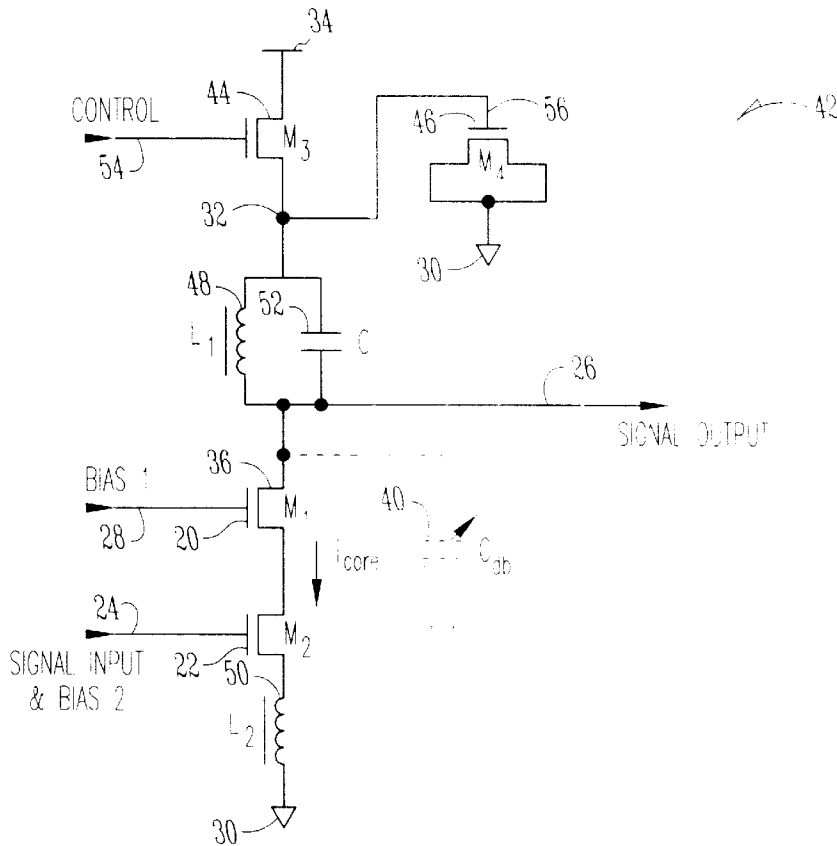 34
44
CONTROL
54
M3
46
56
42
M4
32
30
48
52
L1
C
26
SIGNAL OUTPUT
36
BIAS 1
M1
40
28
20
icore
Cdb
24
M2
SIGNAL INPUT
22
50
& BIAS 2
L2
30